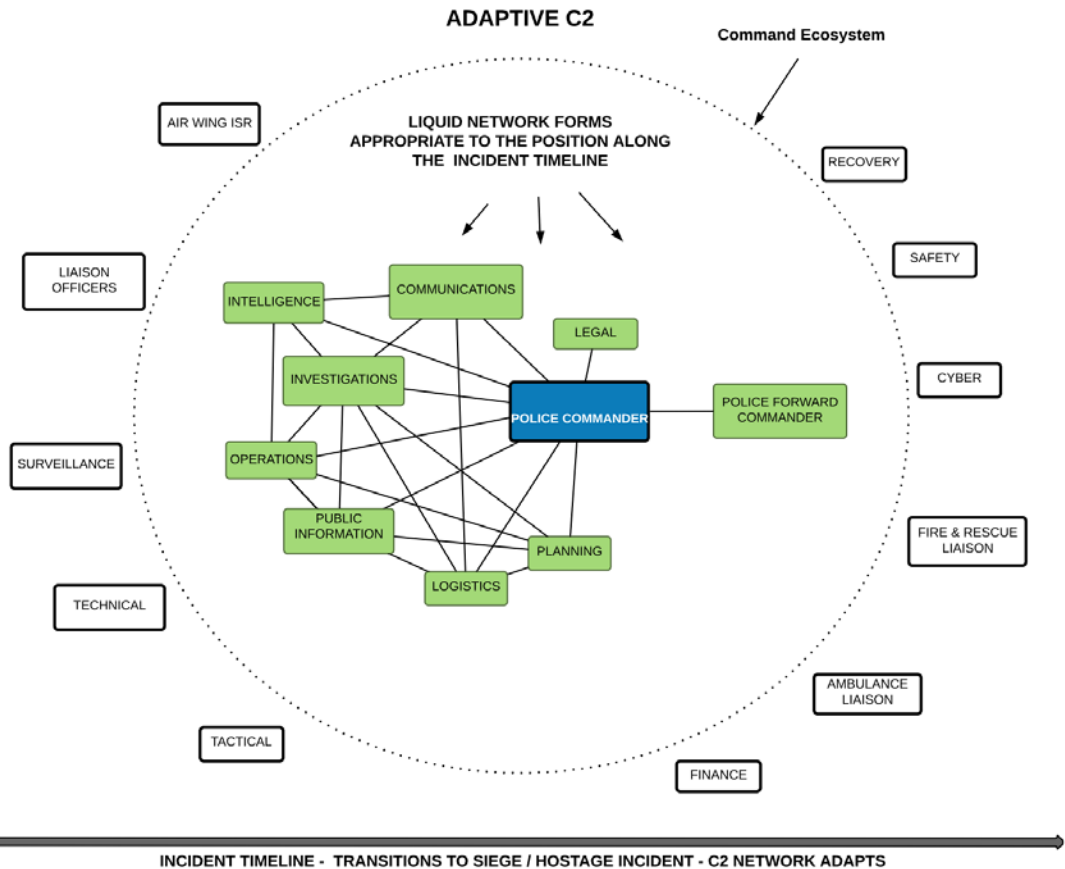 ADAPTIVE C2
Command Ecosystem
AIR WING ISR
LIQUID NETWORK FORMS
APPROPRIATE TO THE POSITION ALONG
THE INCIDENT TIMELINE
RECOVERY
SAFETY
LIAISON
OFFICERS
INTELLIGENCE
COMMUNICATIONS
LEGAL
INVESTIGATIONS
CYBER
POLICE COMMANDER
POLICE FORWARD
COMMANDER
SURVEILLANCE
OPERATIONS
PUBLIC
INFORMATION
PLANNING
FIRE & RESCUE
LIAISON
LOGISTICS
TECHNICAL
AMBULANCE
LIAISON
TACTICAL
FINANCE
INCIDENT TIMELINE - TRANSITIONS TO SIEGE / HOSTAGE INCIDENT - C2 NETWORK ADAPTS